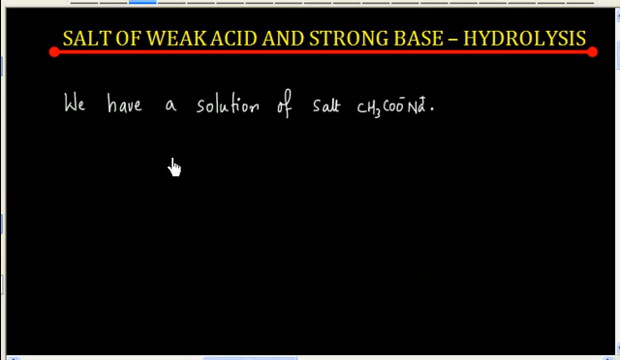 SALT OF WEAK ACID AND STRONG BASE – HYDROLYSIS
We have a solution of salt CH₃COO⁻Na⁺.